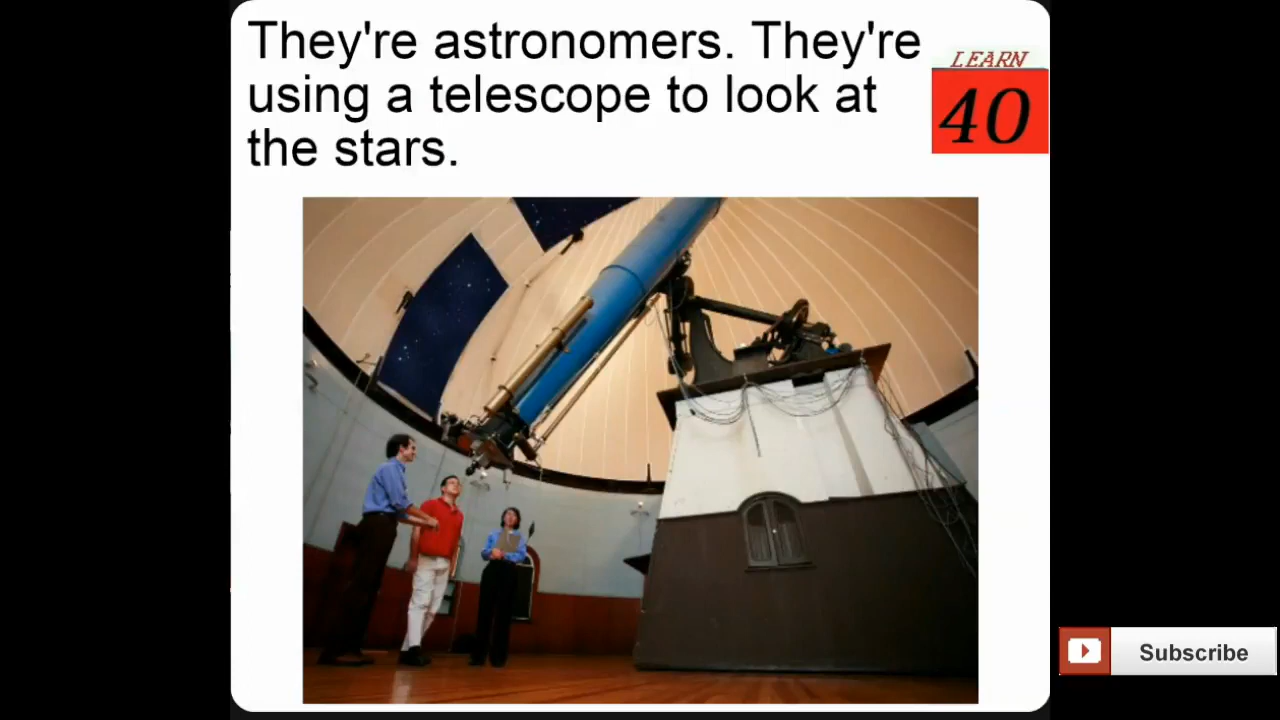 They're astronomers. They're
using a telescope to look at
the stars.
LEARN
40
Subscribe